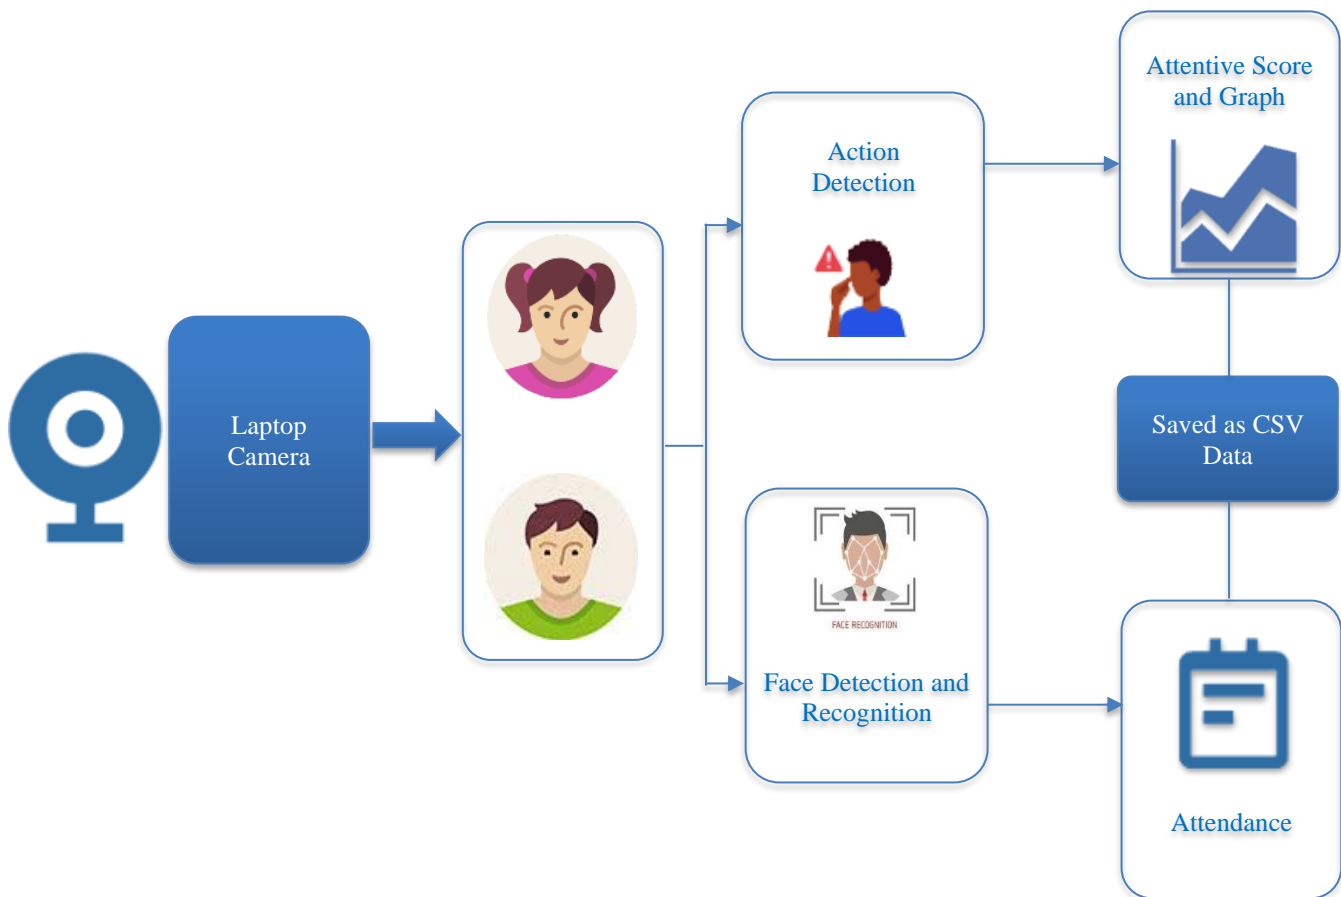 Laptop
Camera
Action
Detection
FACE RECOGNITION
Face Detection and
Recognition
Attentive Score
and Graph
Saved as CSV
Data
Attendance